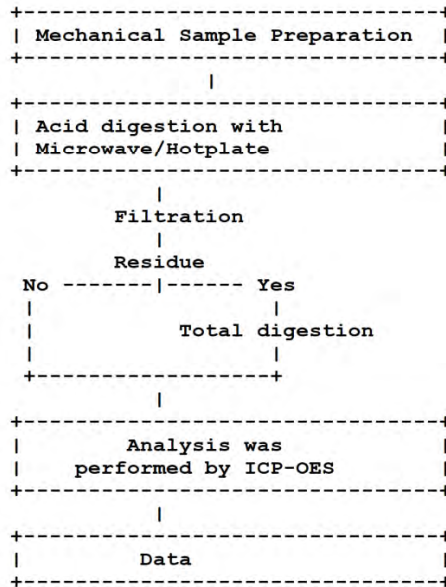 Mechanical Sample Preparation
Acid digestion with
Microwave/Hotplate
Filtration
Residue
No Yes
Total digestion
Analysis was
performed by ICP-OES
Data